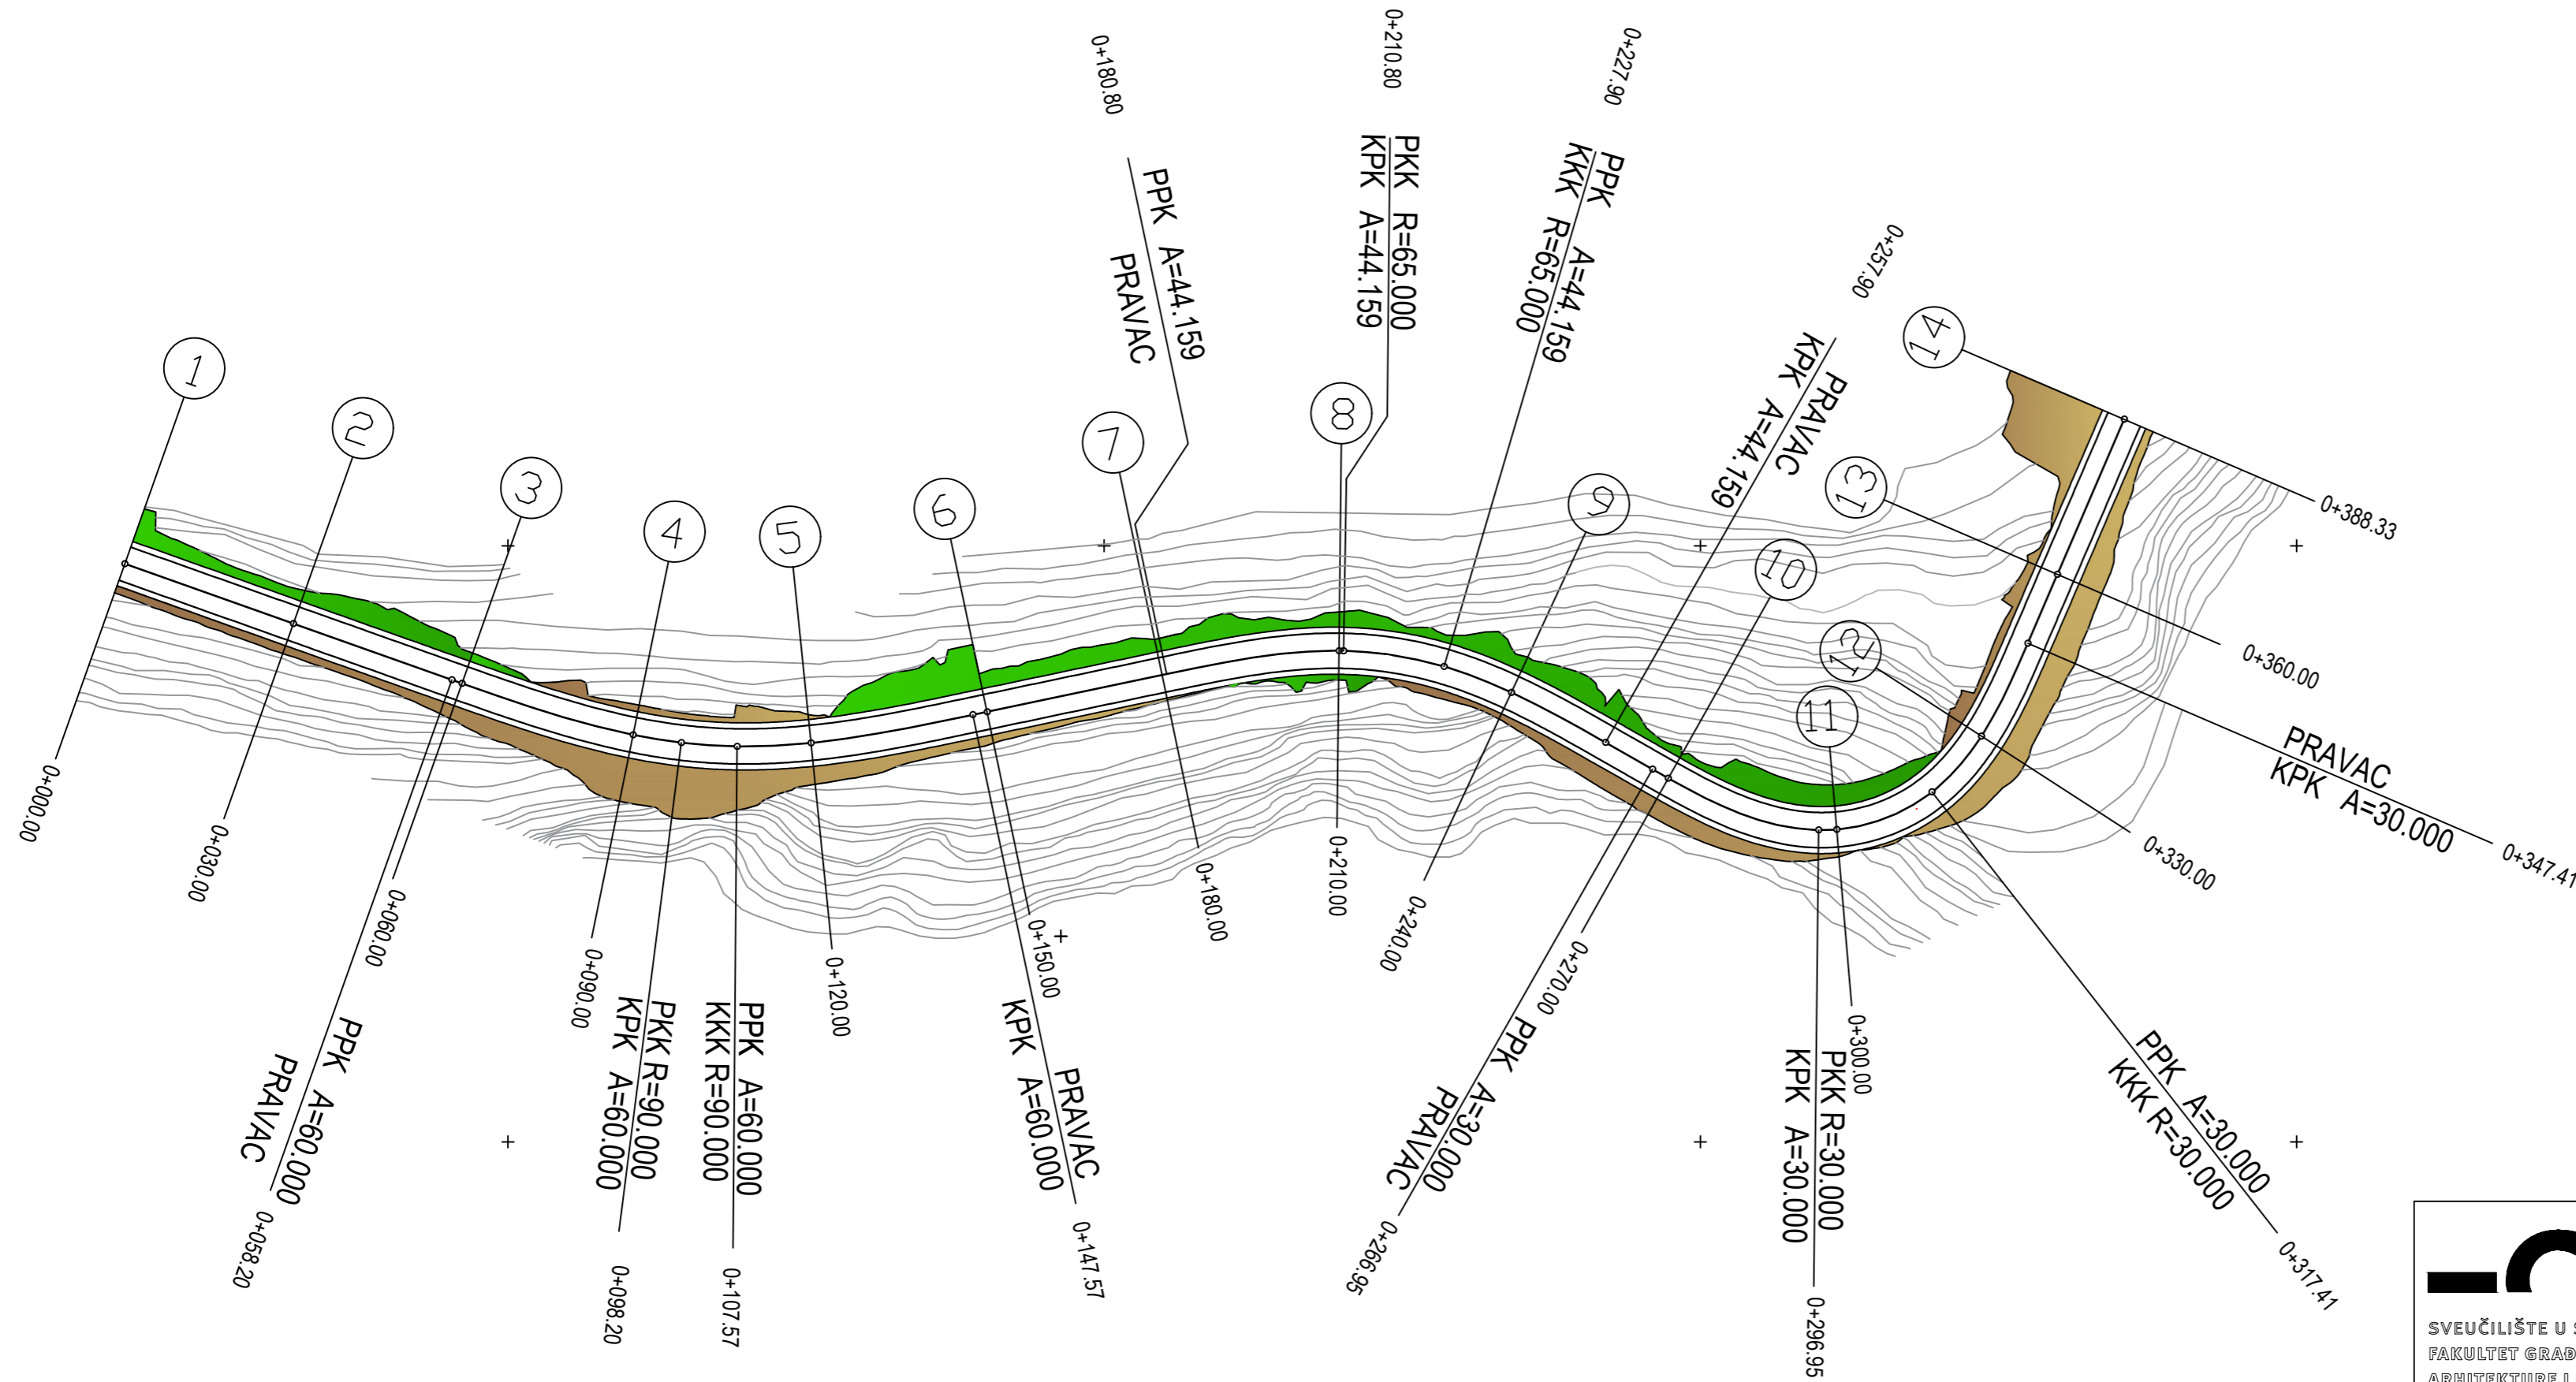 0+180.80
PPK A=44.159
PRAVAC
0+210.80
PKK R=65.000
KPK A=44.159
0+227.90
PPK A=44.159
KKK R=65.000
0+257.90
PRAVAC
KPK A=44.159
1
2
3
4
5
6
7
8
9
10
11
12
13
14
0+000.00
0+030.00
0+060.00
0+090.00
0+120.00
0+150.00
0+180.00
0+210.00
0+240.00
0+270.00
0+300.00
0+330.00
0+360.00
0+388.33
PPK A=60.000
PRAVAC
0+058.20
PKK R=90.000
KPK A=60.000
0+098.20
PPK A=60.000
KKK R=90.000
0+107.57
PRAVAC
KPK A=60.000
0+147.57
PPK A=30.000
PRAVAC
0+266.95
PKK R=30.000
KPK A=30.000
0+296.95
PPK A=30.000
KKK R=30.000
0+317.41
PRAVAC
KPK A=30.000
0+347.41
SVEUČILIŠTE U
FAKULTET GRAĐ
ARHITEKTURE I